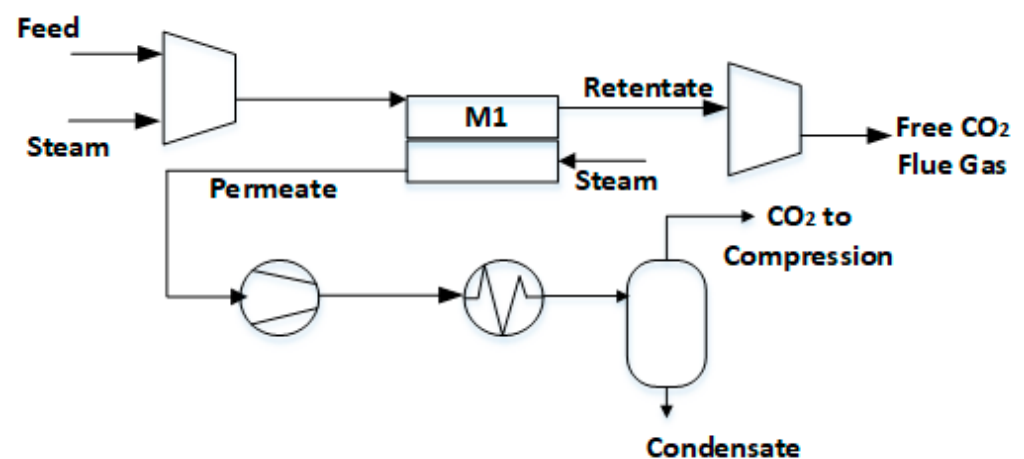 Feed
Steam
M1
Retentate
Free CO₂
Flue Gas
Steam
Permeate
CO₂ to
Compression
Condensate